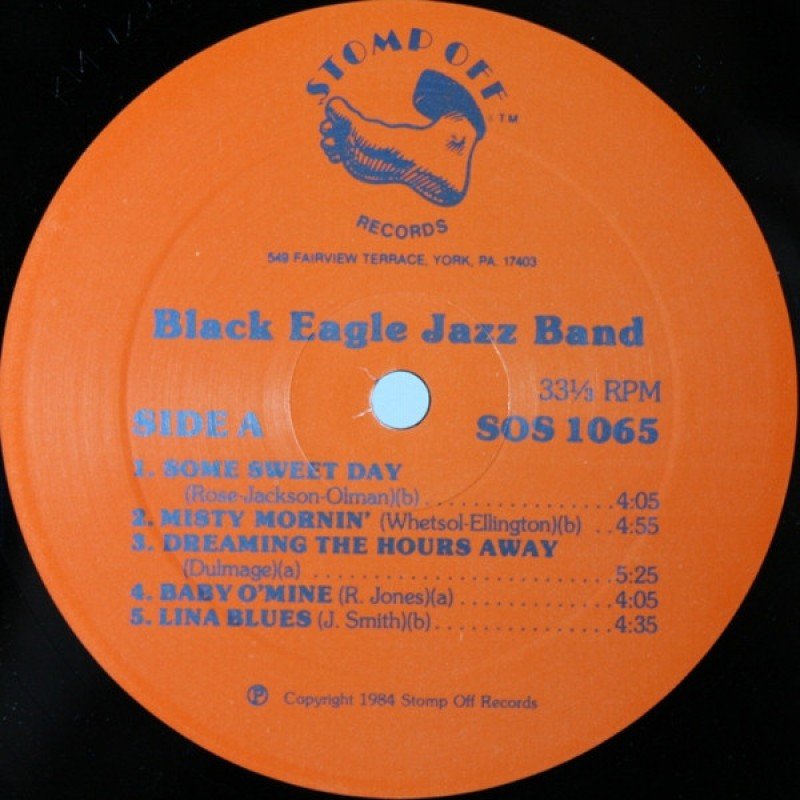 STOMP OFF
TM
RECORDS
549 FAIRVIEW TERRACE, YORK, PA. 17403
Black Eagle Jazz Band
33⅓ RPM
SIDE A
SOS 1065
1. SOME SWEET DAY
(Rose-Jackson-Olman)(b) ..................4:05
2. MISTY MORNIN' (Whetsol-Ellington)(b) ..4:55
3. DREAMING THE HOURS AWAY
(Dulmage)(a) ..................5:25
4. BABY O'MINE (R. Jones)(a) ..............4:05
5. LINA BLUES (J. Smith)(b) ................4:35
℗ Copyright 1984 Stomp Off Records